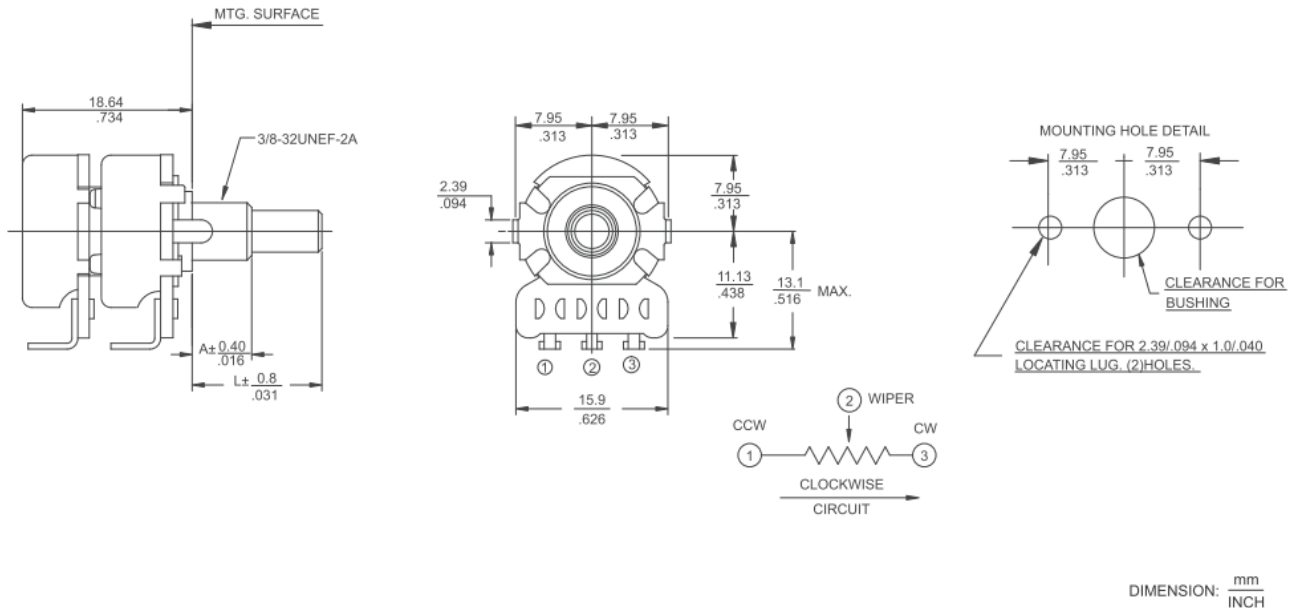 MTG. SURFACE
18.64
.734
3/8-32UNEF-2A
A± 0.40
.016
L± 0.8
.031
7.95 7.95
.313 .313
2.39
.094
7.95
.313
11.13
.438
13.1
.516 MAX.
1 2 3
15.9
.626
2 WIPER
CCW CW
1 3
CLOCKWISE
CIRCUIT
MOUNTING HOLE DETAIL
7.95 7.95
.313 .313
CLEARANCE FOR
BUSHING
CLEARANCE FOR 2.39/.094 x 1.0/.040
LOCATING LUG. (2)HOLES.
DIMENSION: mm
INCH